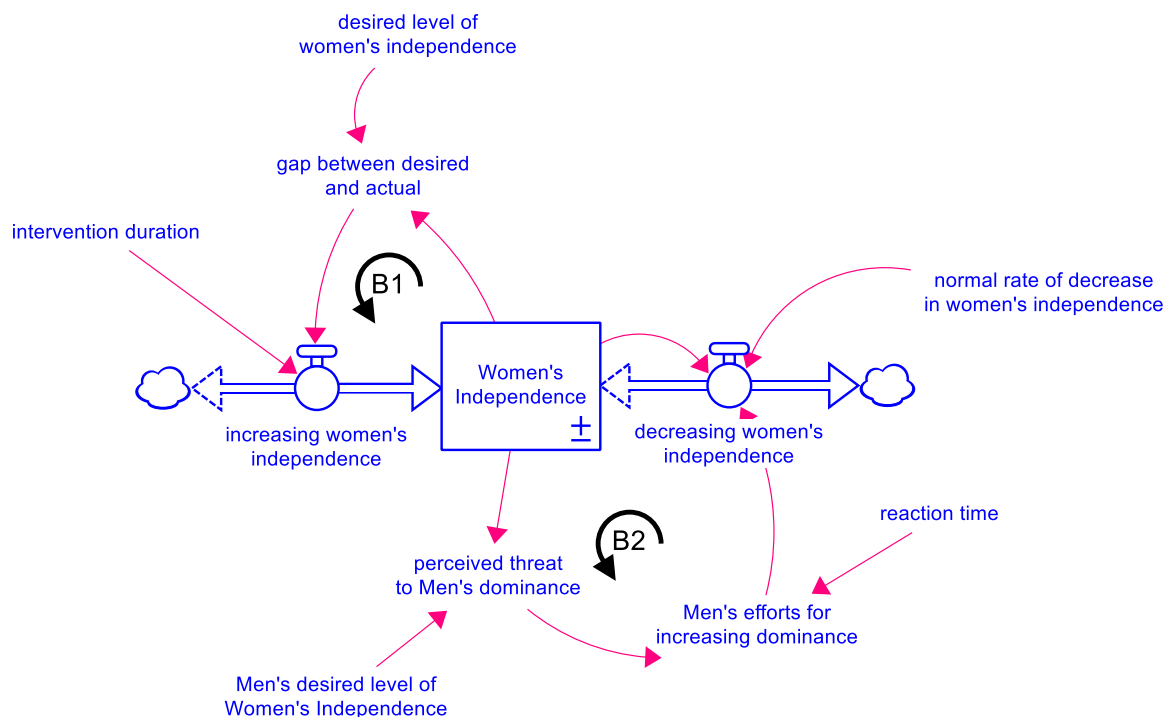 desired level of
women's independence
gap between desired
and actual
intervention duration
B1
normal rate of decrease
in women's independence
Women's
Independence
±
increasing women's
independence
decreasing women's
independence
reaction time
B2
perceived threat
to Men's dominance
Men's efforts for
increasing dominance
Men's desired level of
Women's Independence